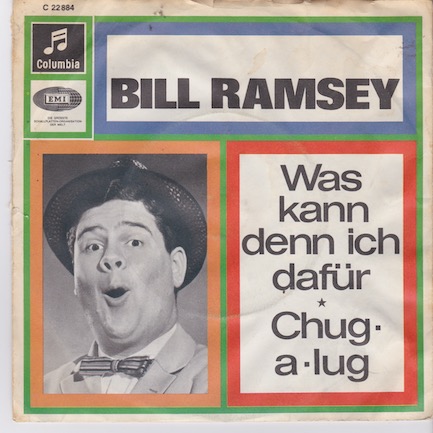 C 22884
Columbia
EMI
BILL RAMSEY
Was
kann
denn ich
dafür
*
Chug·
a·lug